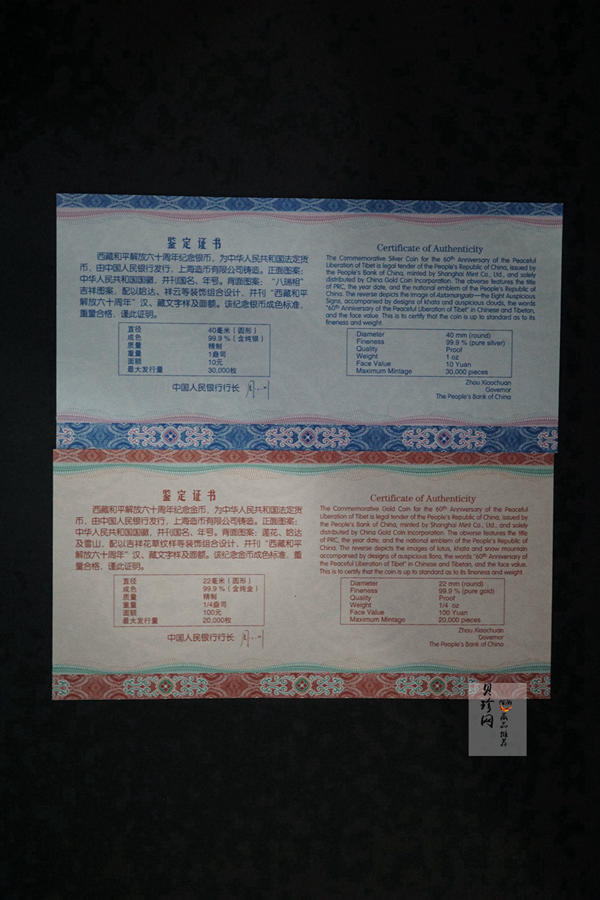 鉴定证书
西藏和平解放六十周年纪念银币，为中华人民共和国法定货
币，由中国人民银行发行，上海造币有限公司铸造。正面图案：
中华人民共和国国徽，并刊国名、年号。背面图案：“八瑞相”
吉祥图案，配以哈达、祥云等装饰组合设计，并刊“西藏和平
解放六十周年”汉、藏文字样及面额。该纪念币成色标准，
重量合格，谨此证明。
直径 40毫米（圆形）
成色 99.9%（含纯银）
质量 精制
重量 1盎司
面额 10元
最大发行量 30,000枚
中国人民银行行长
Certificate of Authenticity
The Commemorative Silver Coin for the 60th Anniversary of the Peaceful
Liberation of Tibet is legal tender of the People's Republic of China, issued by
the People's Bank of China, minted by Shanghai Mint Co., Ltd., and solely
distributed by China Gold Coin Incorporation. The obverse features the title
of PRC, the year date, and the national emblem of the People's Republic of
China. The reverse depicts the image of Astamangala—the Eight Auspicious
Signs, accompanied by designs of khata and auspicious clouds, the words
"60th Anniversary of the Peaceful Liberation of Tibet" in Chinese and Tibetan,
and the face value. This is to certify that the coin is up to standard as to its
fineness and weight.
Diameter 40 mm (round)
Fineness 99.9 % (pure silver)
Quality Proof
Weight 1 oz
Face Value 10 Yuan
Maximum Mintage 30,000 pieces
Zhou Xiaochuan
Governor
The People's Bank of China
鉴定证书
西藏和平解放六十周年纪念金币，为中华人民共和国法定货
币，由中国人民银行发行，上海造币有限公司铸造。正面图案：
中华人民共和国国徽，并刊国名、年号。背面图案：莲花、哈达
及雪山，配以吉祥花草纹样等装饰组合设计，并刊“西藏和平
解放六十周年”汉、藏文字样及面额。该纪念币成色标准，重
量合格，谨此证明。
直径 22毫米（圆形）
成色 99.9%（含纯金）
质量 精制
重量 1/4盎司
面额 100元
最大发行量 20,000枚
中国人民银行行长
Certificate of Authenticity
The Commemorative Gold Coin for the 60th Anniversary of the Peaceful
Liberation of Tibet is legal tender of the People's Republic of China, issued by
the People's Bank of China, minted by Shanghai Mint Co., Ltd., and solely
distributed by China Gold Coin Incorporation. The obverse features the title
of PRC, the year date, and the national emblem of the People's Republic of
China. The reverse depicts the images of lotus, khata and snow mountain
accompanied by designs of auspicious flora, the words "60th Anniversary of
the Peaceful Liberation of Tibet" in Chinese and Tibetan, and the face value.
This is to certify that the coin is up to standard as to its fineness and weight.
Diameter 22 mm (round)
Fineness 99.9 % (pure gold)
Quality Proof
Weight 1/4 oz
Face Value 100 Yuan
Maximum Mintage 20,000 pieces
Zhou Xiaochuan
Governor
The People's Bank of China
贝珍网
商品推荐